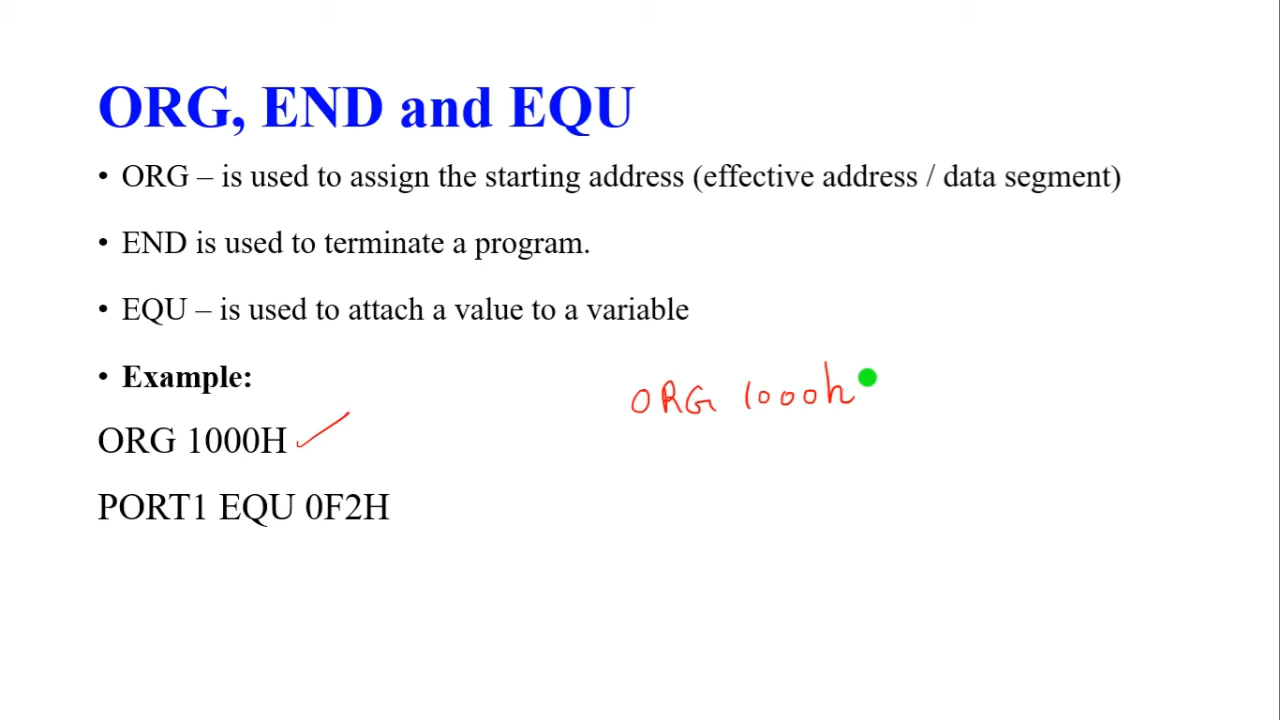 ORG, END and EQU
• ORG – is used to assign the starting address (effective address / data segment)
• END is used to terminate a program.
• EQU – is used to attach a value to a variable
• Example:
ORG 1000h
ORG 1000H
PORT1 EQU 0F2H